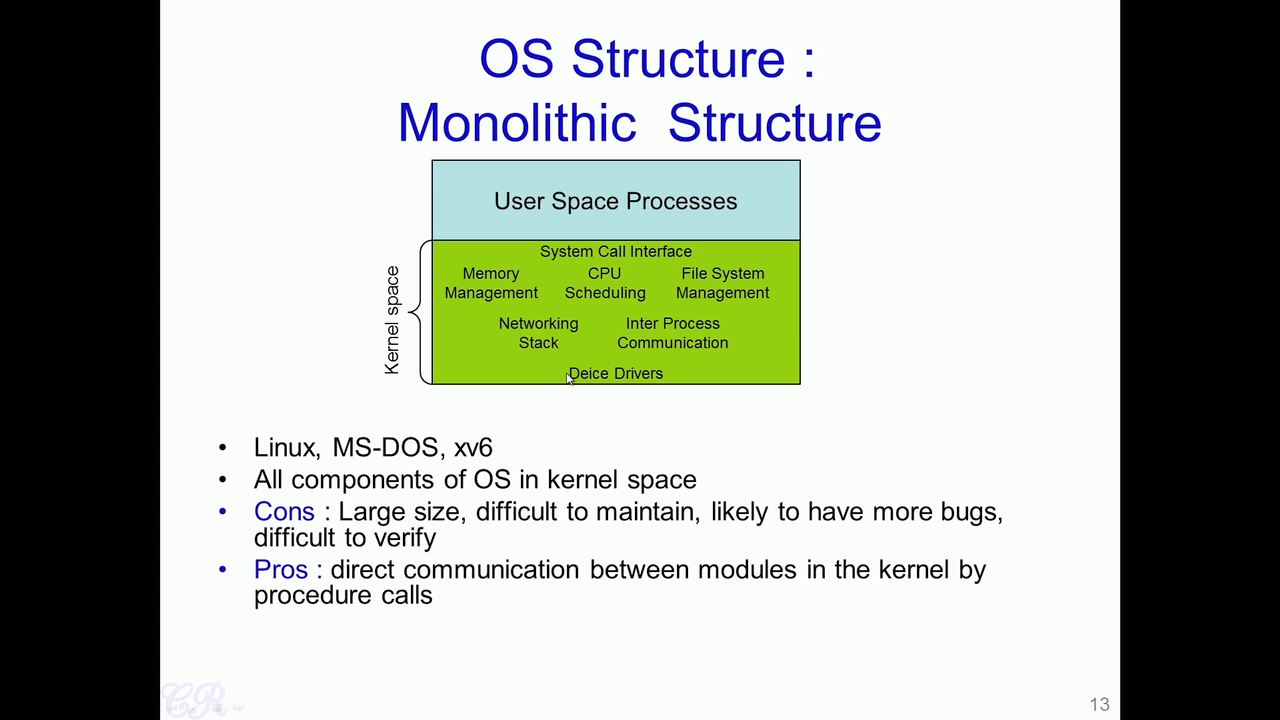 OS Structure :
Monolithic Structure
User Space Processes
Kernel space
System Call Interface
Memory Management
CPU Scheduling
File System Management
Networking Stack
Inter Process Communication
Deice Drivers
• Linux, MS-DOS, xv6
• All components of OS in kernel space
• Cons : Large size, difficult to maintain, likely to have more bugs,
difficult to verify
• Pros : direct communication between modules in the kernel by
procedure calls
CR
13